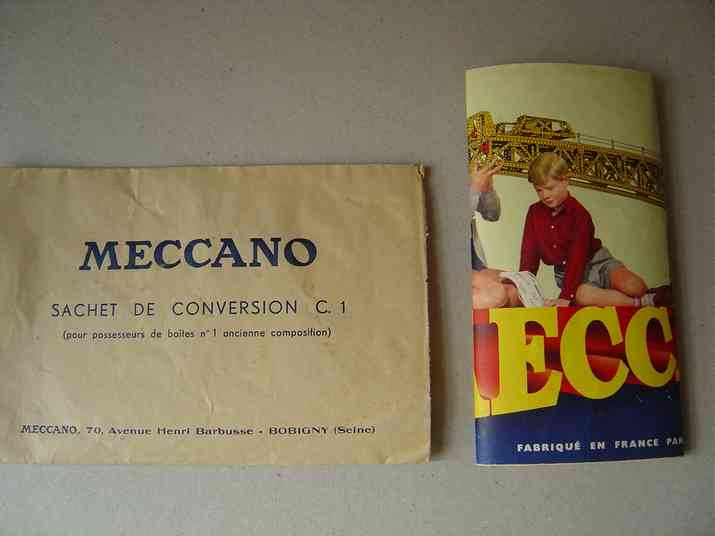 MECCANO
SACHET DE CONVERSION C. 1
(pour possesseurs de boîtes n° 1 ancienne composition)
MECCANO, 70, Avenue Henri Barbusse - BOBIGNY (Seine)
ECC
FABRIQUÉ EN FRANCE PAR